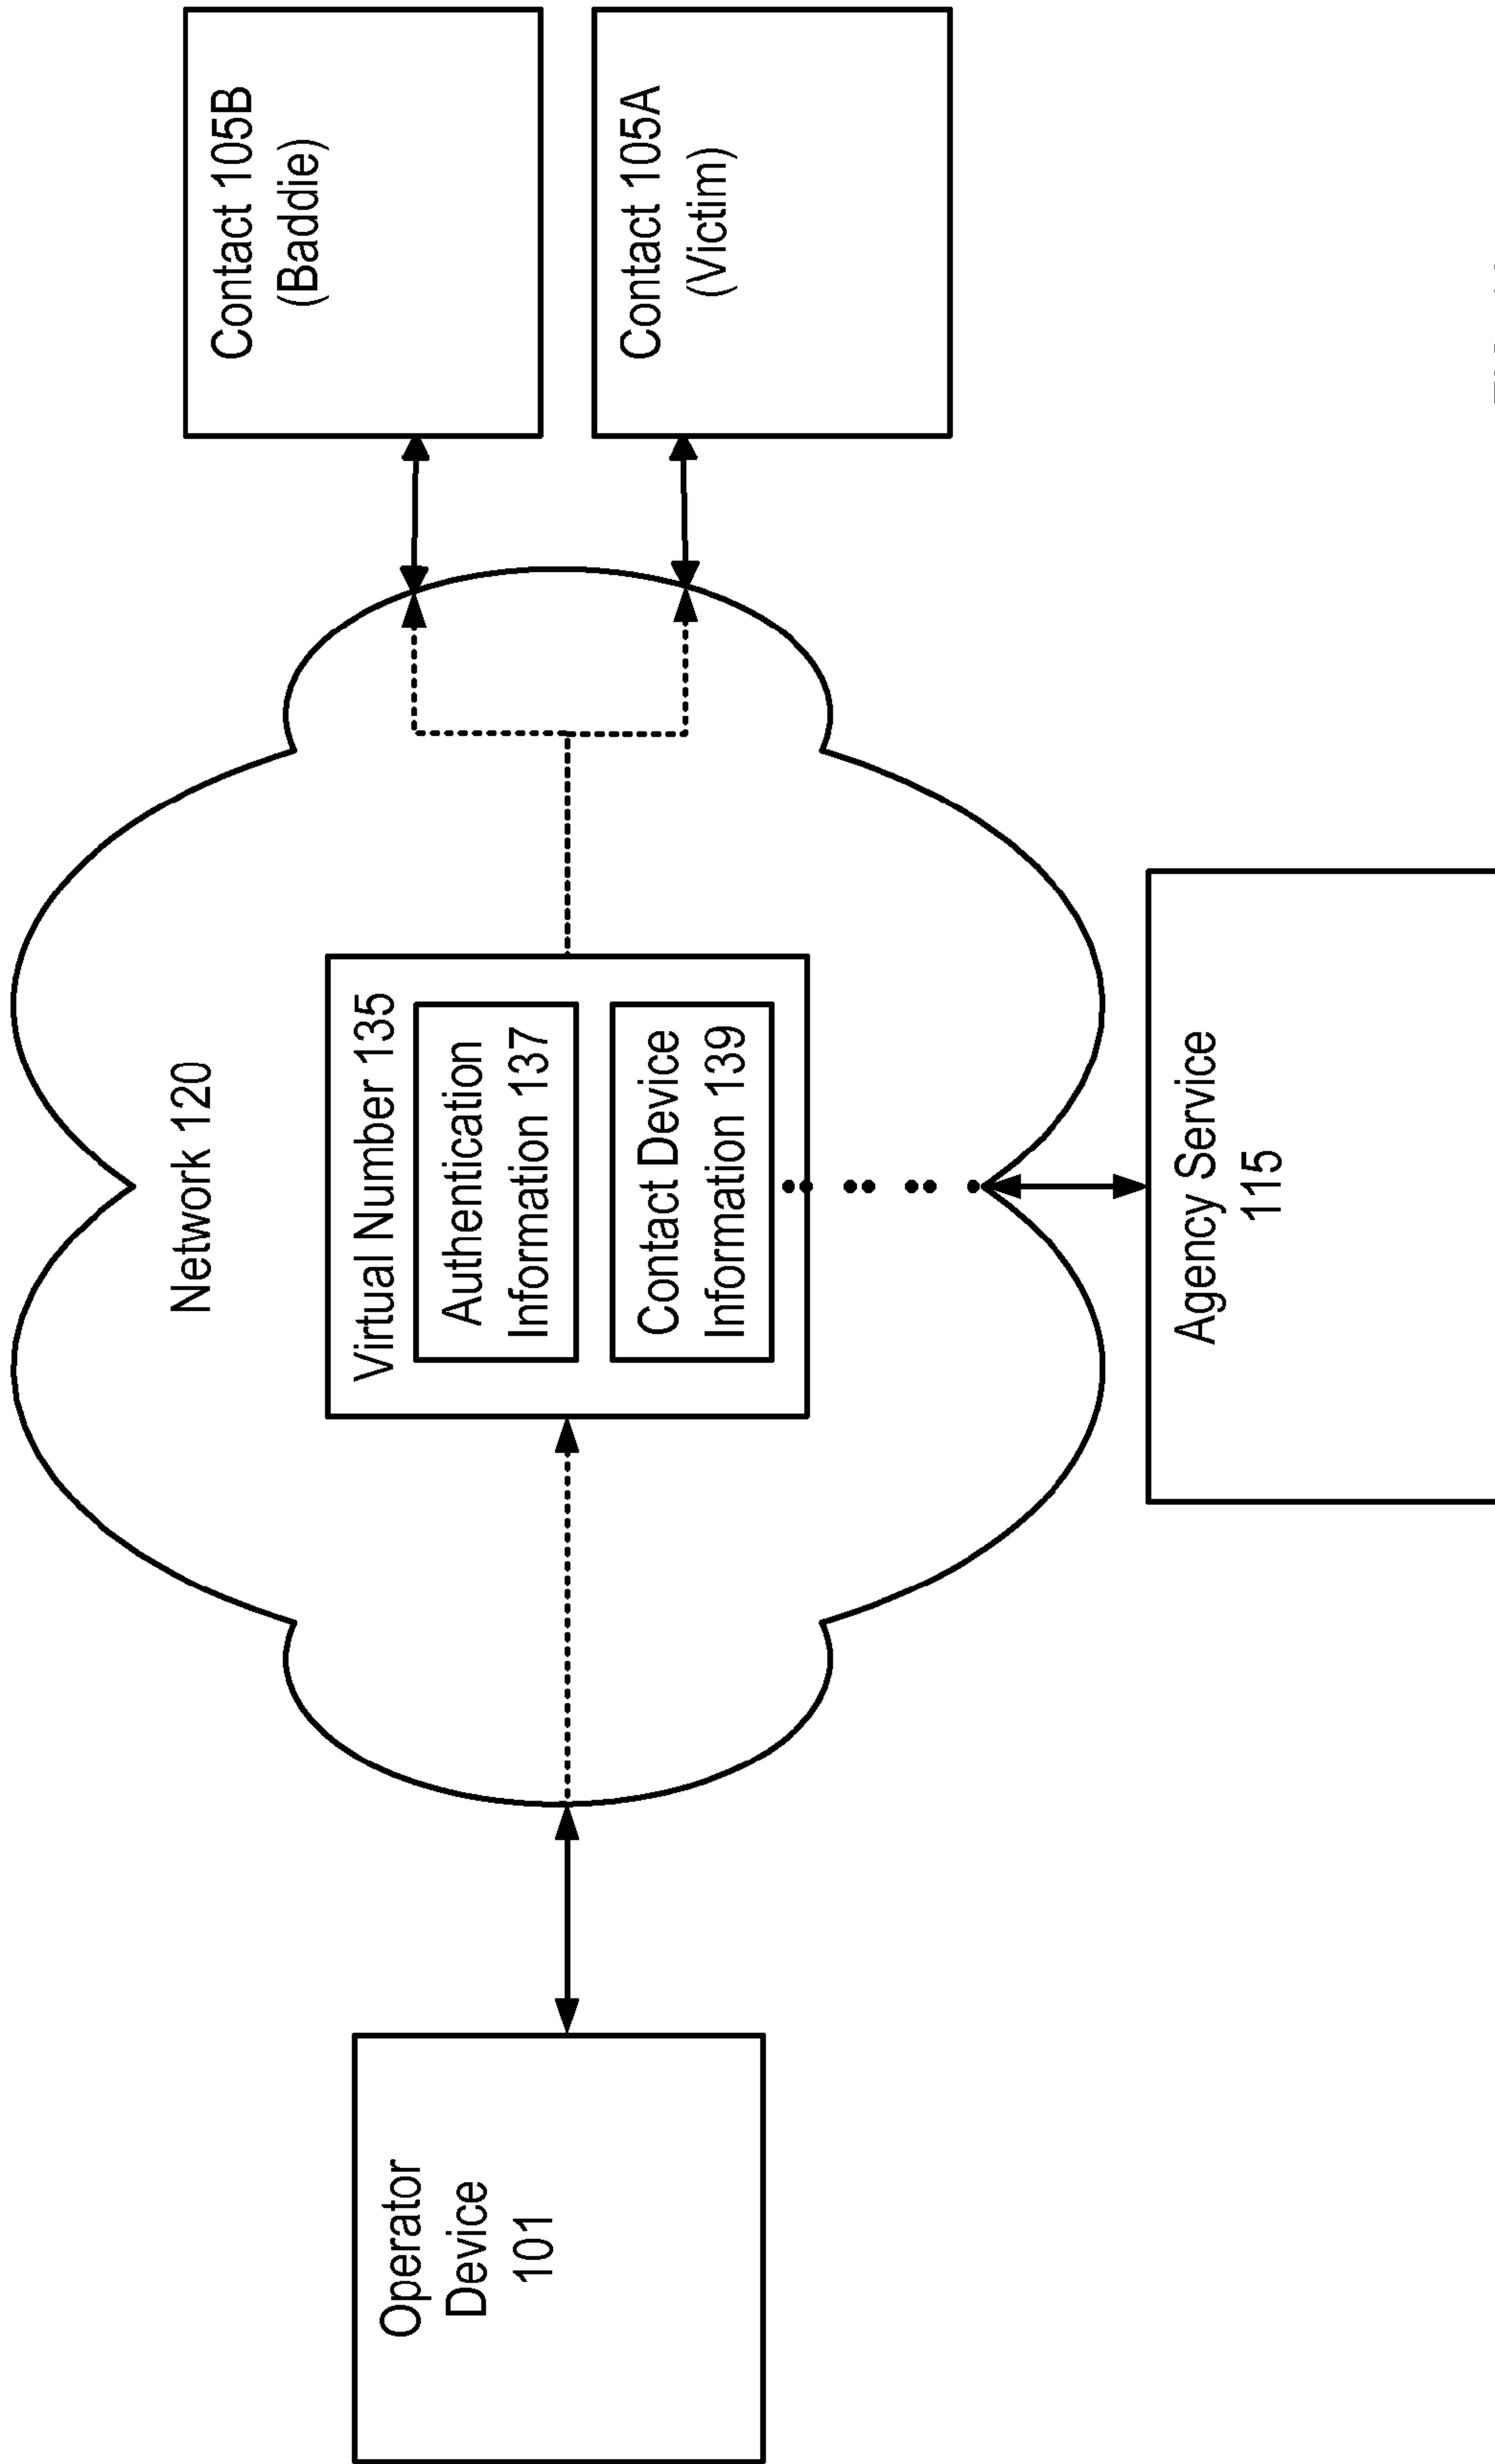 Network 120
Virtual Number 135
Authentication
Information 137
Contact Device
Information 139
Operator
Device
101
Contact 105B
(Baddie)
Contact 105A
(Victim)
Agency Service
115